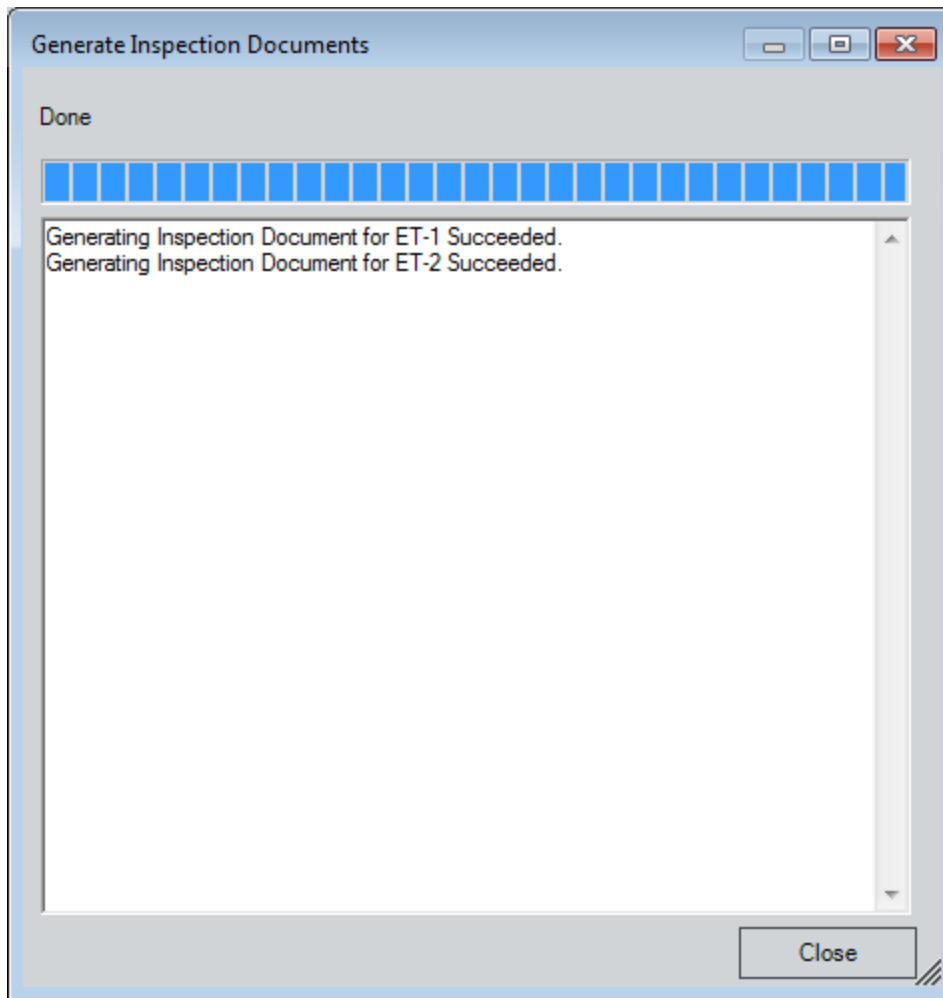 Generate Inspection Documents
Done
Generating Inspection Document for ET-1 Succeeded.
Generating Inspection Document for ET-2 Succeeded.
Close